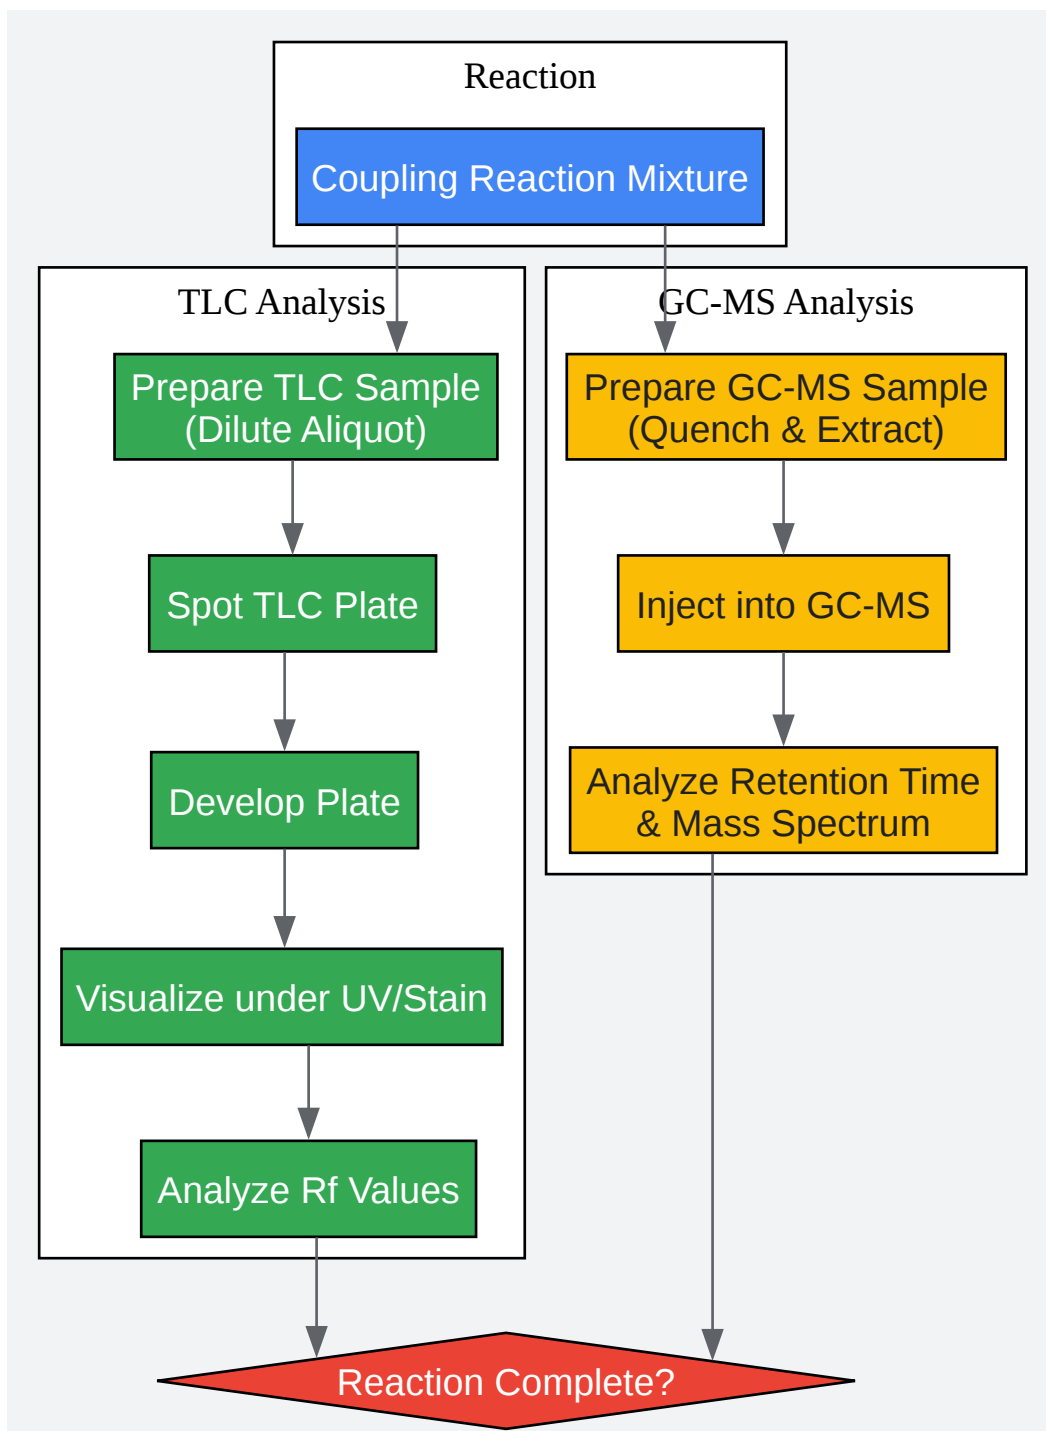 Reaction
Coupling Reaction Mixture
TLC Analysis
Prepare TLC Sample
(Dilute Aliquot)
Spot TLC Plate
Develop Plate
Visualize under UV/Stain
Analyze Rf Values
GC-MS Analysis
Prepare GC-MS Sample
(Quench & Extract)
Inject into GC-MS
Analyze Retention Time
& Mass Spectrum
Reaction Complete?